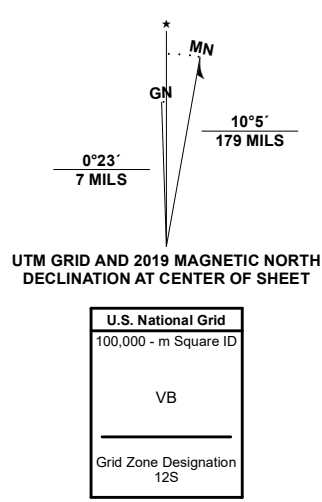 ★
MN
GN
10°5´
179 MILS
0°23´
7 MILS
UTM GRID AND 2019 MAGNETIC NORTH
DECLINATION AT CENTER OF SHEET
U.S. National Grid
100,000 - m Square ID
VB
Grid Zone Designation
12S